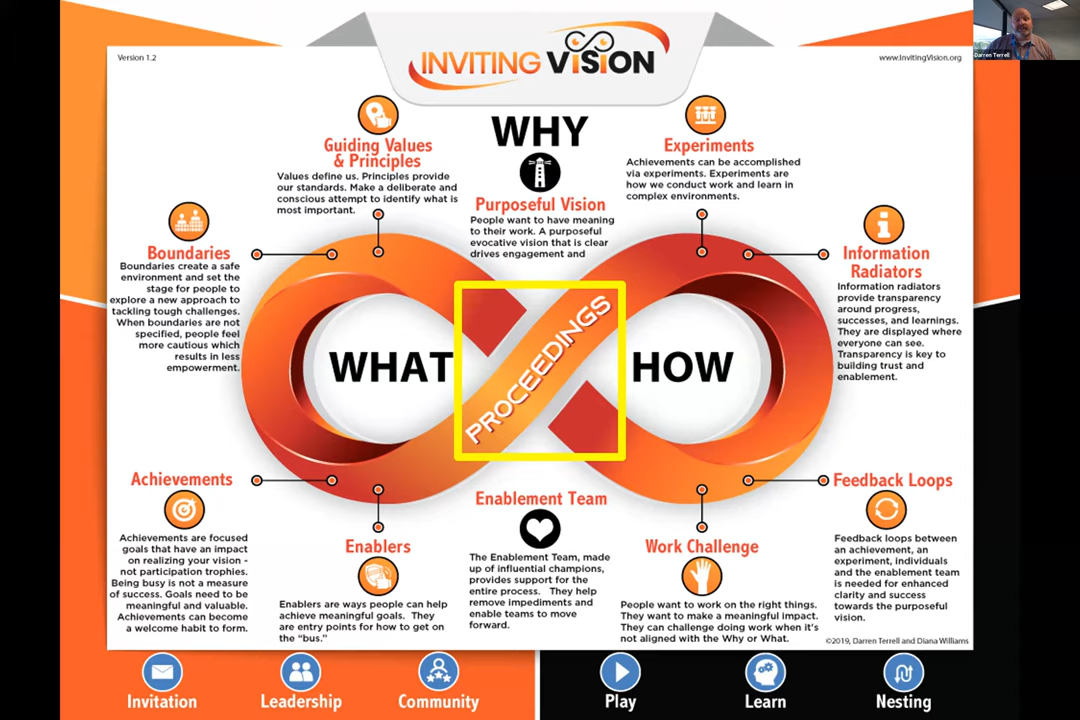 Version 1.2
INVITING VISION
www.InvitingVision.org
Darren Terrell
WHY
Guiding Values
& Principles
Values define us. Principles provide
our standards. Make a deliberate and
conscious attempt to identify what is
most important.
Purposeful Vision
People want to have meaning
to their work. A purposeful
evocative vision that is clear
drives engagement and
Experiments
Achievements can be accomplished
via experiments. Experiments are
how we conduct work and learn in
complex environments.
Boundaries
Boundaries create a safe
environment and set the
stage for people to
explore a new approach to
tackling tough challenges.
When boundaries are not
specified, people feel
more cautious which
results in less
empowerment.
Information
Radiators
Information radiators
provide transparency
around progress,
successes, and learnings.
They are displayed where
everyone can see.
Transparency is key to
building trust and
enablement.
WHAT
PROCEEDINGS
HOW
Achievements
Achievements are focused
goals that have an impact
on realizing your vision -
not participation trophies.
Being busy is not a measure
of success. Goals need to be
meaningful and valuable.
Achievements can become
a welcome habit to form.
Enablers
Enablers are ways people can help
achieve meaningful goals. They
are entry points for how to get on
the “bus.”
Enablement Team
The Enablement Team, made
up of influential champions,
provides support for the
entire process. They help
remove impediments and
enable teams to move
forward.
Work Challenge
People want to work on the right things.
They want to make a meaningful impact.
They can challenge doing work when it's
not aligned with the Why or What.
Feedback Loops
Feedback loops between
an achievement, an
experiment, individuals
and the enablement team
is needed for enhanced
clarity and success
towards the purposeful
vision.
©2019, Darren Terrell and Diana Williams
Invitation
Leadership
Community
Play
Learn
Nesting